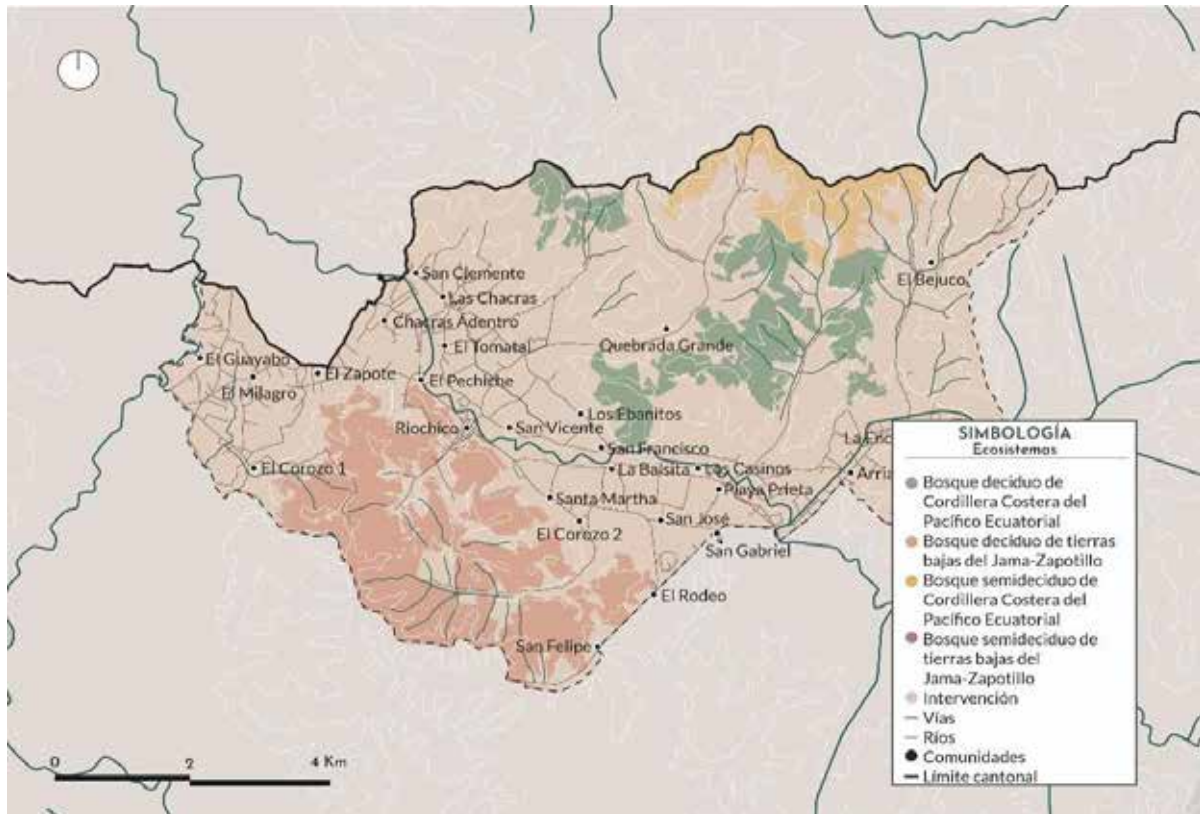 San Clemente
Las Chacras
Chacras Adentro
El Tomatal
El Bejuco
Quebrada Grande
El Guayabo
El Milagro
El Zapote
El Pechiche
Los Ebanitos
Riochico
San Vicente
San Francisco
El Corozo 1
La Balsita
Los Casinos
Playa Prieta
Santa Martha
El Corozo 2
San José
San Gabriel
El Rodeo
San Felipe
0 2 4 Km
SIMBOLOGÍA
Ecosistemas
Bosque deciduo de
Cordillera Costera del
Pacífico Ecuatorial
Bosque deciduo de tierras
bajas del Jama-Zapotillo
Bosque semideciduo de
Cordillera Costera del
Pacífico Ecuatorial
Bosque semideciduo de
tierras bajas del
Jama-Zapotillo
Intervención
Vías
Ríos
Comunidades
Límite cantonal